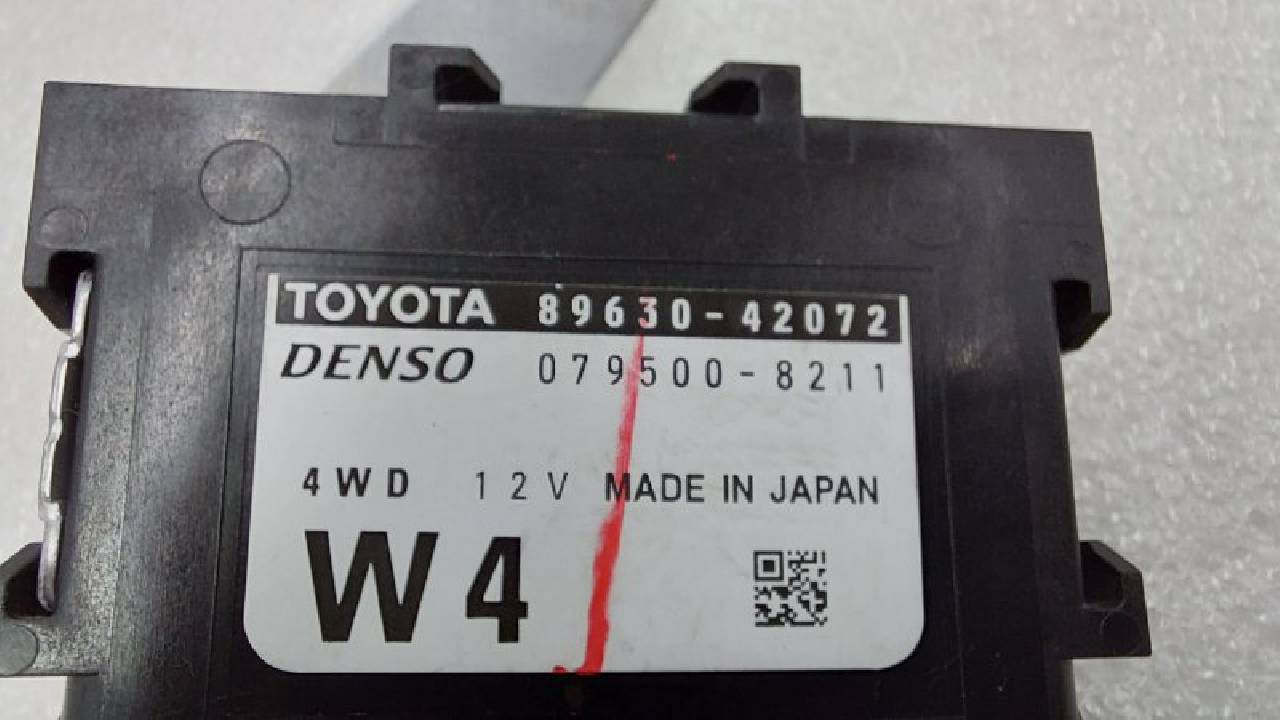 TOYOTA 89630-42072
DENSO 079500-8211
4WD 12V MADE IN JAPAN
W4